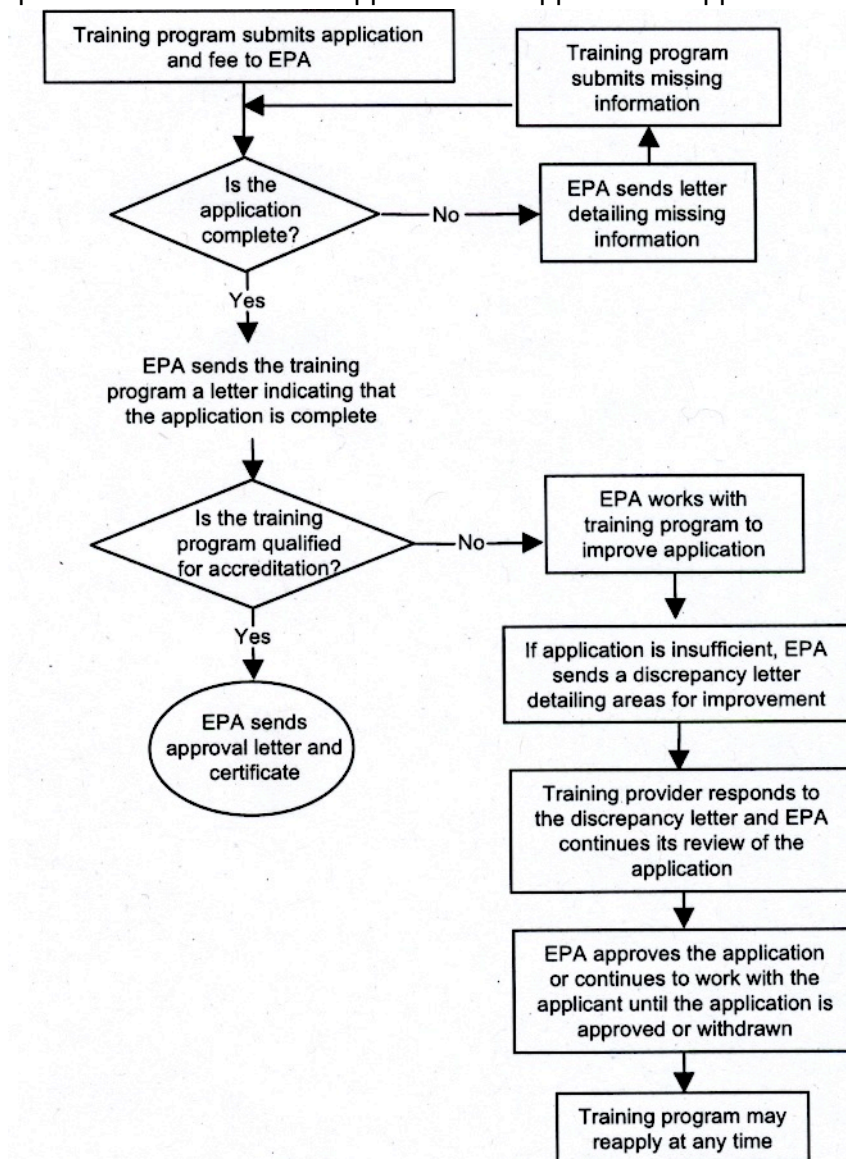 Training program submits application
and fee to EPA
Training program
submits missing
information
Is the
application
complete?
No
EPA sends letter
detailing missing
information
Yes
EPA sends the training
program a letter indicating that
the application is complete
Is the training
program qualified
for accreditation?
No
EPA works with
training program to
improve application
Yes
EPA sends
approval letter and
certificate
If application is insufficient, EPA
sends a discrepancy letter
detailing areas for improvement
Training provider responds to
the discrepancy letter and EPA
continues its review of the
application
EPA approves the application
or continues to work with the
applicant until the application is
approved or withdrawn
Training program may
reapply at any time